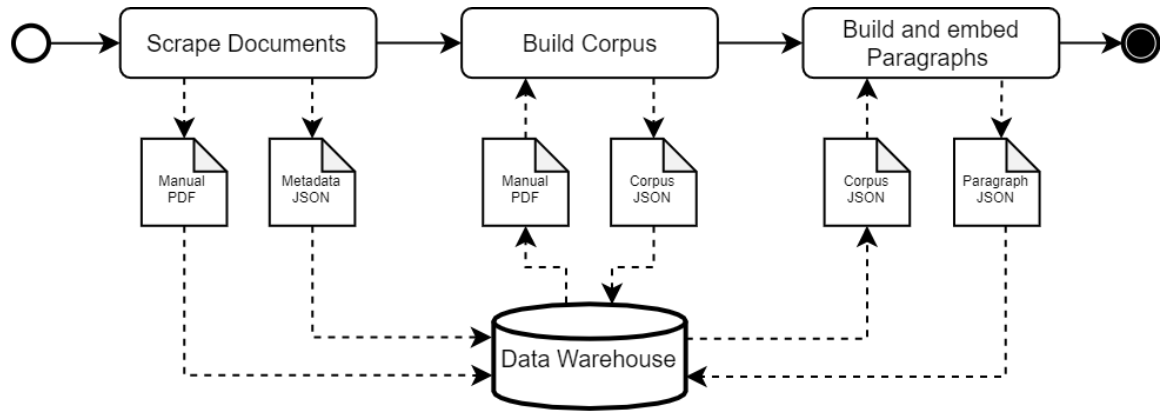 Scrape Documents
Build Corpus
Build and embed
Paragraphs
Manual
PDF
Metadada
JSON
Manual
PDF
Corpus
JSON
Corpus
JSON
Paragraph
JSON
Data Warehouse